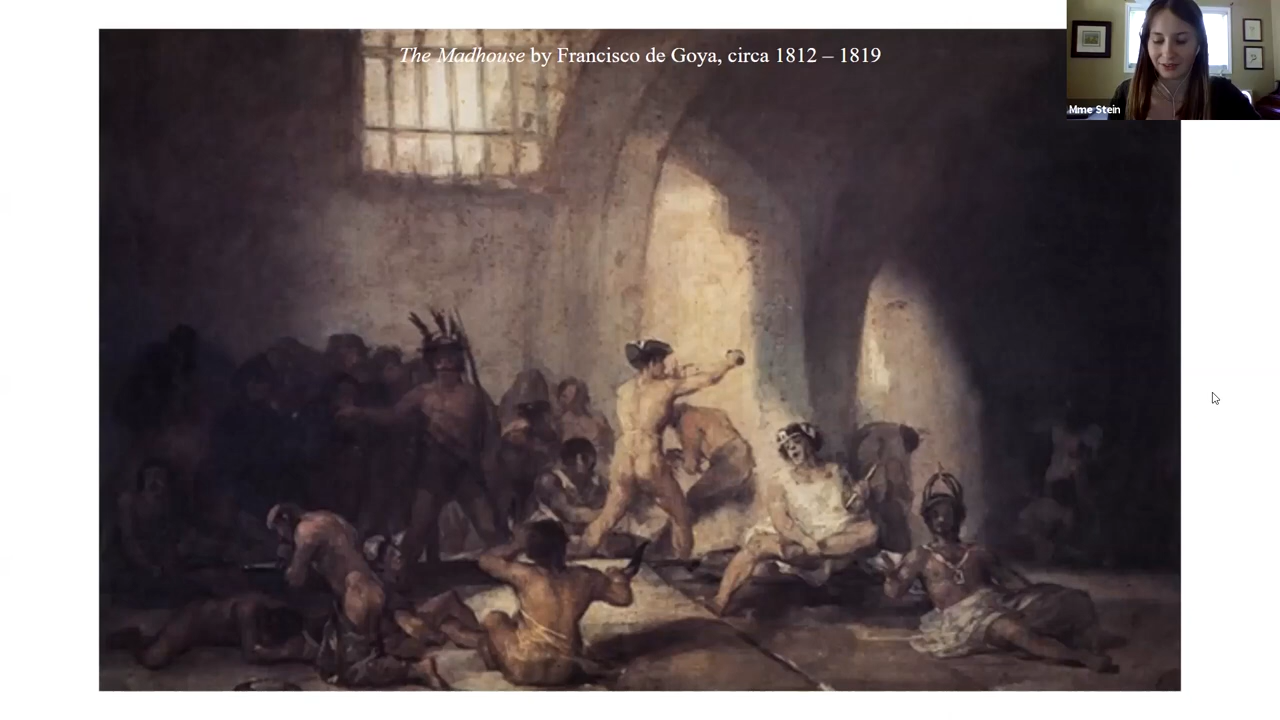 The Madhouse by Francisco de Goya, circa 1812 – 1819
Mme Stein